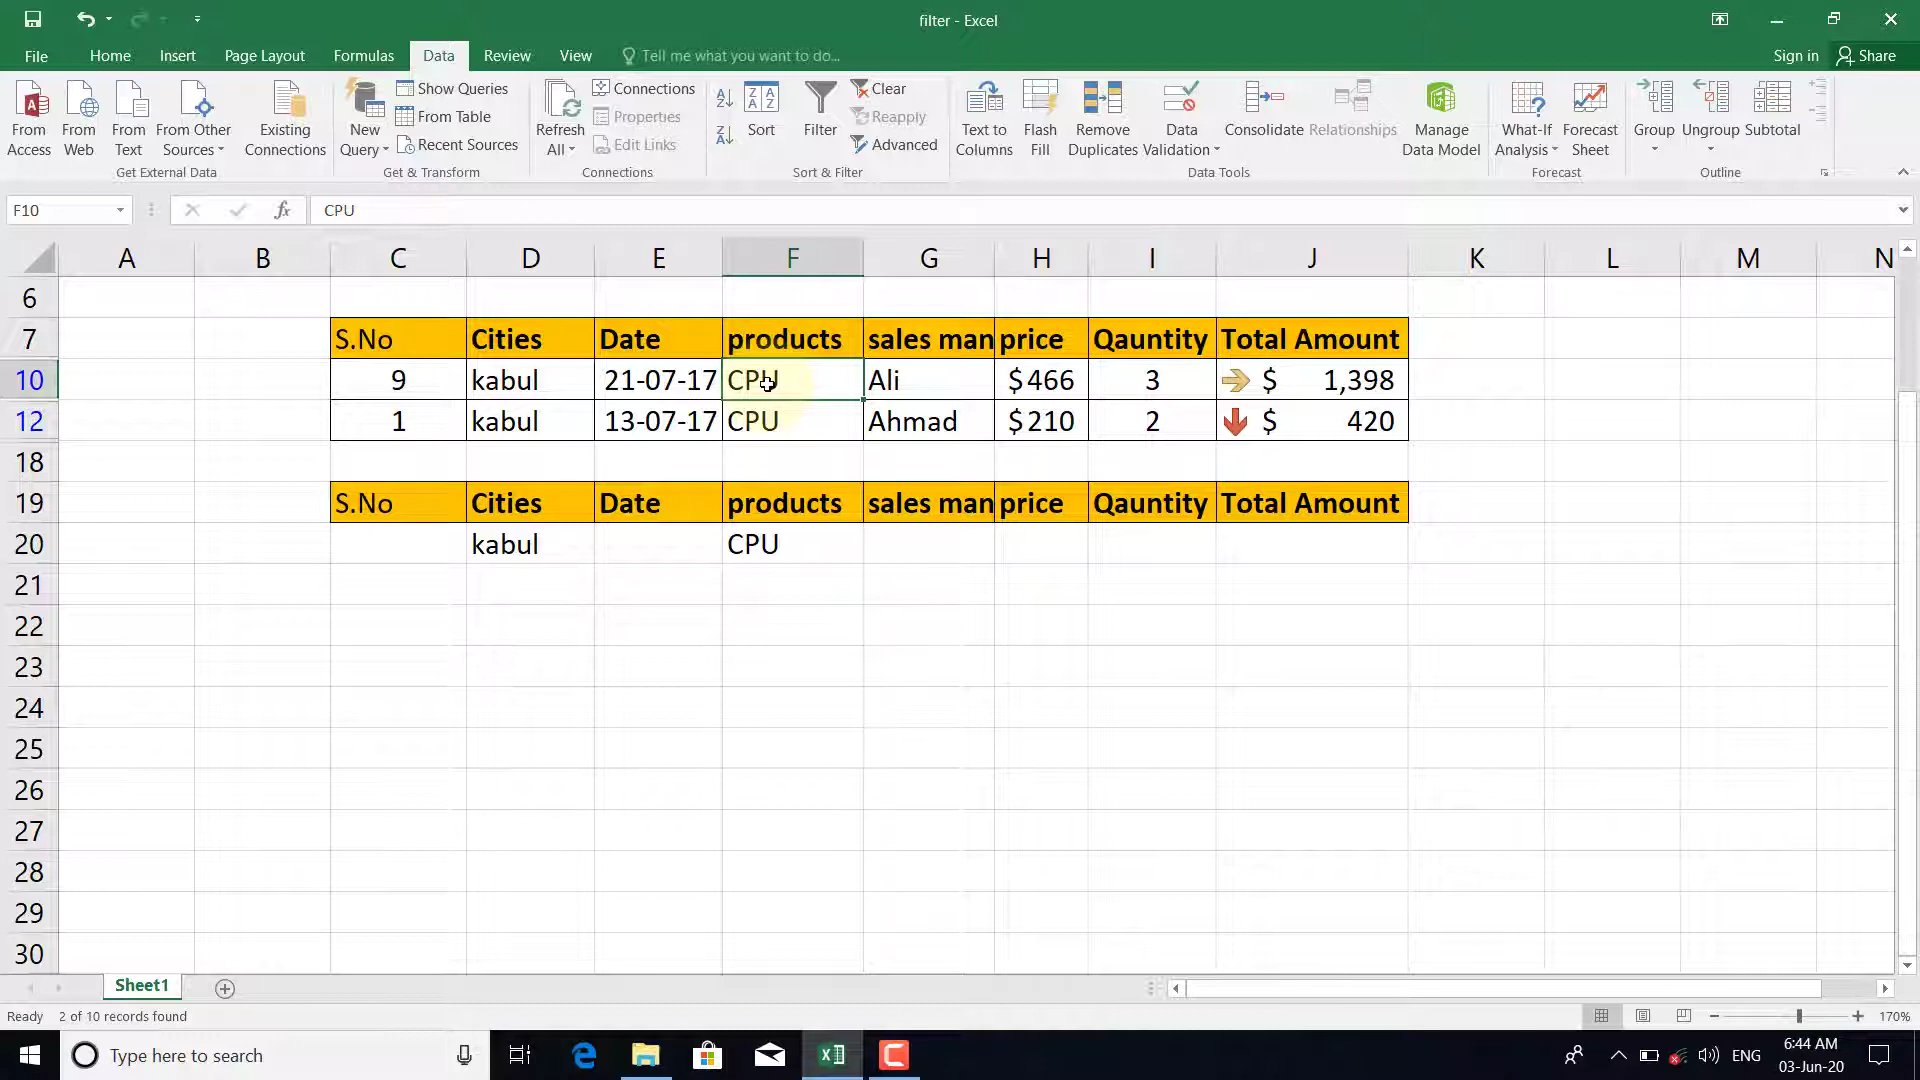 filter - Excel
File Home Insert Page Layout Formulas Data Review View Tell me what you want to do... Sign in Share
From Access
From Web
From Text
From Other Sources
Existing Connections
Get External Data
New Query
Show Queries
From Table
Recent Sources
Get & Transform
Refresh All
Connections
Properties
Edit Links
Connections
Sort
Filter
Clear
Reapply
Advanced
Sort & Filter
Text to Columns
Flash Fill
Remove Duplicates
Data Validation
Consolidate
Relationships
Manage Data Model
Data Tools
What-If Analysis
Forecast Sheet
Forecast
Group
Ungroup
Subtotal
Outline
F10 fx CPU
A B C D E F G H I J K L M N
6
7 S.No Cities Date products sales man price Qauntity Total Amount
10 9 kabul 21-07-17 CPU Ali $466 3 $ 1,398
12 1 kabul 13-07-17 CPU Ahmad $210 2 $ 420
18
19 S.No Cities Date products sales man price Qauntity Total Amount
20 kabul CPU
21
22
23
24
25
26
27
28
29
30
Sheet1
Ready 2 of 10 records found 170%
Type here to search
ENG
6:44 AM
03-Jun-20